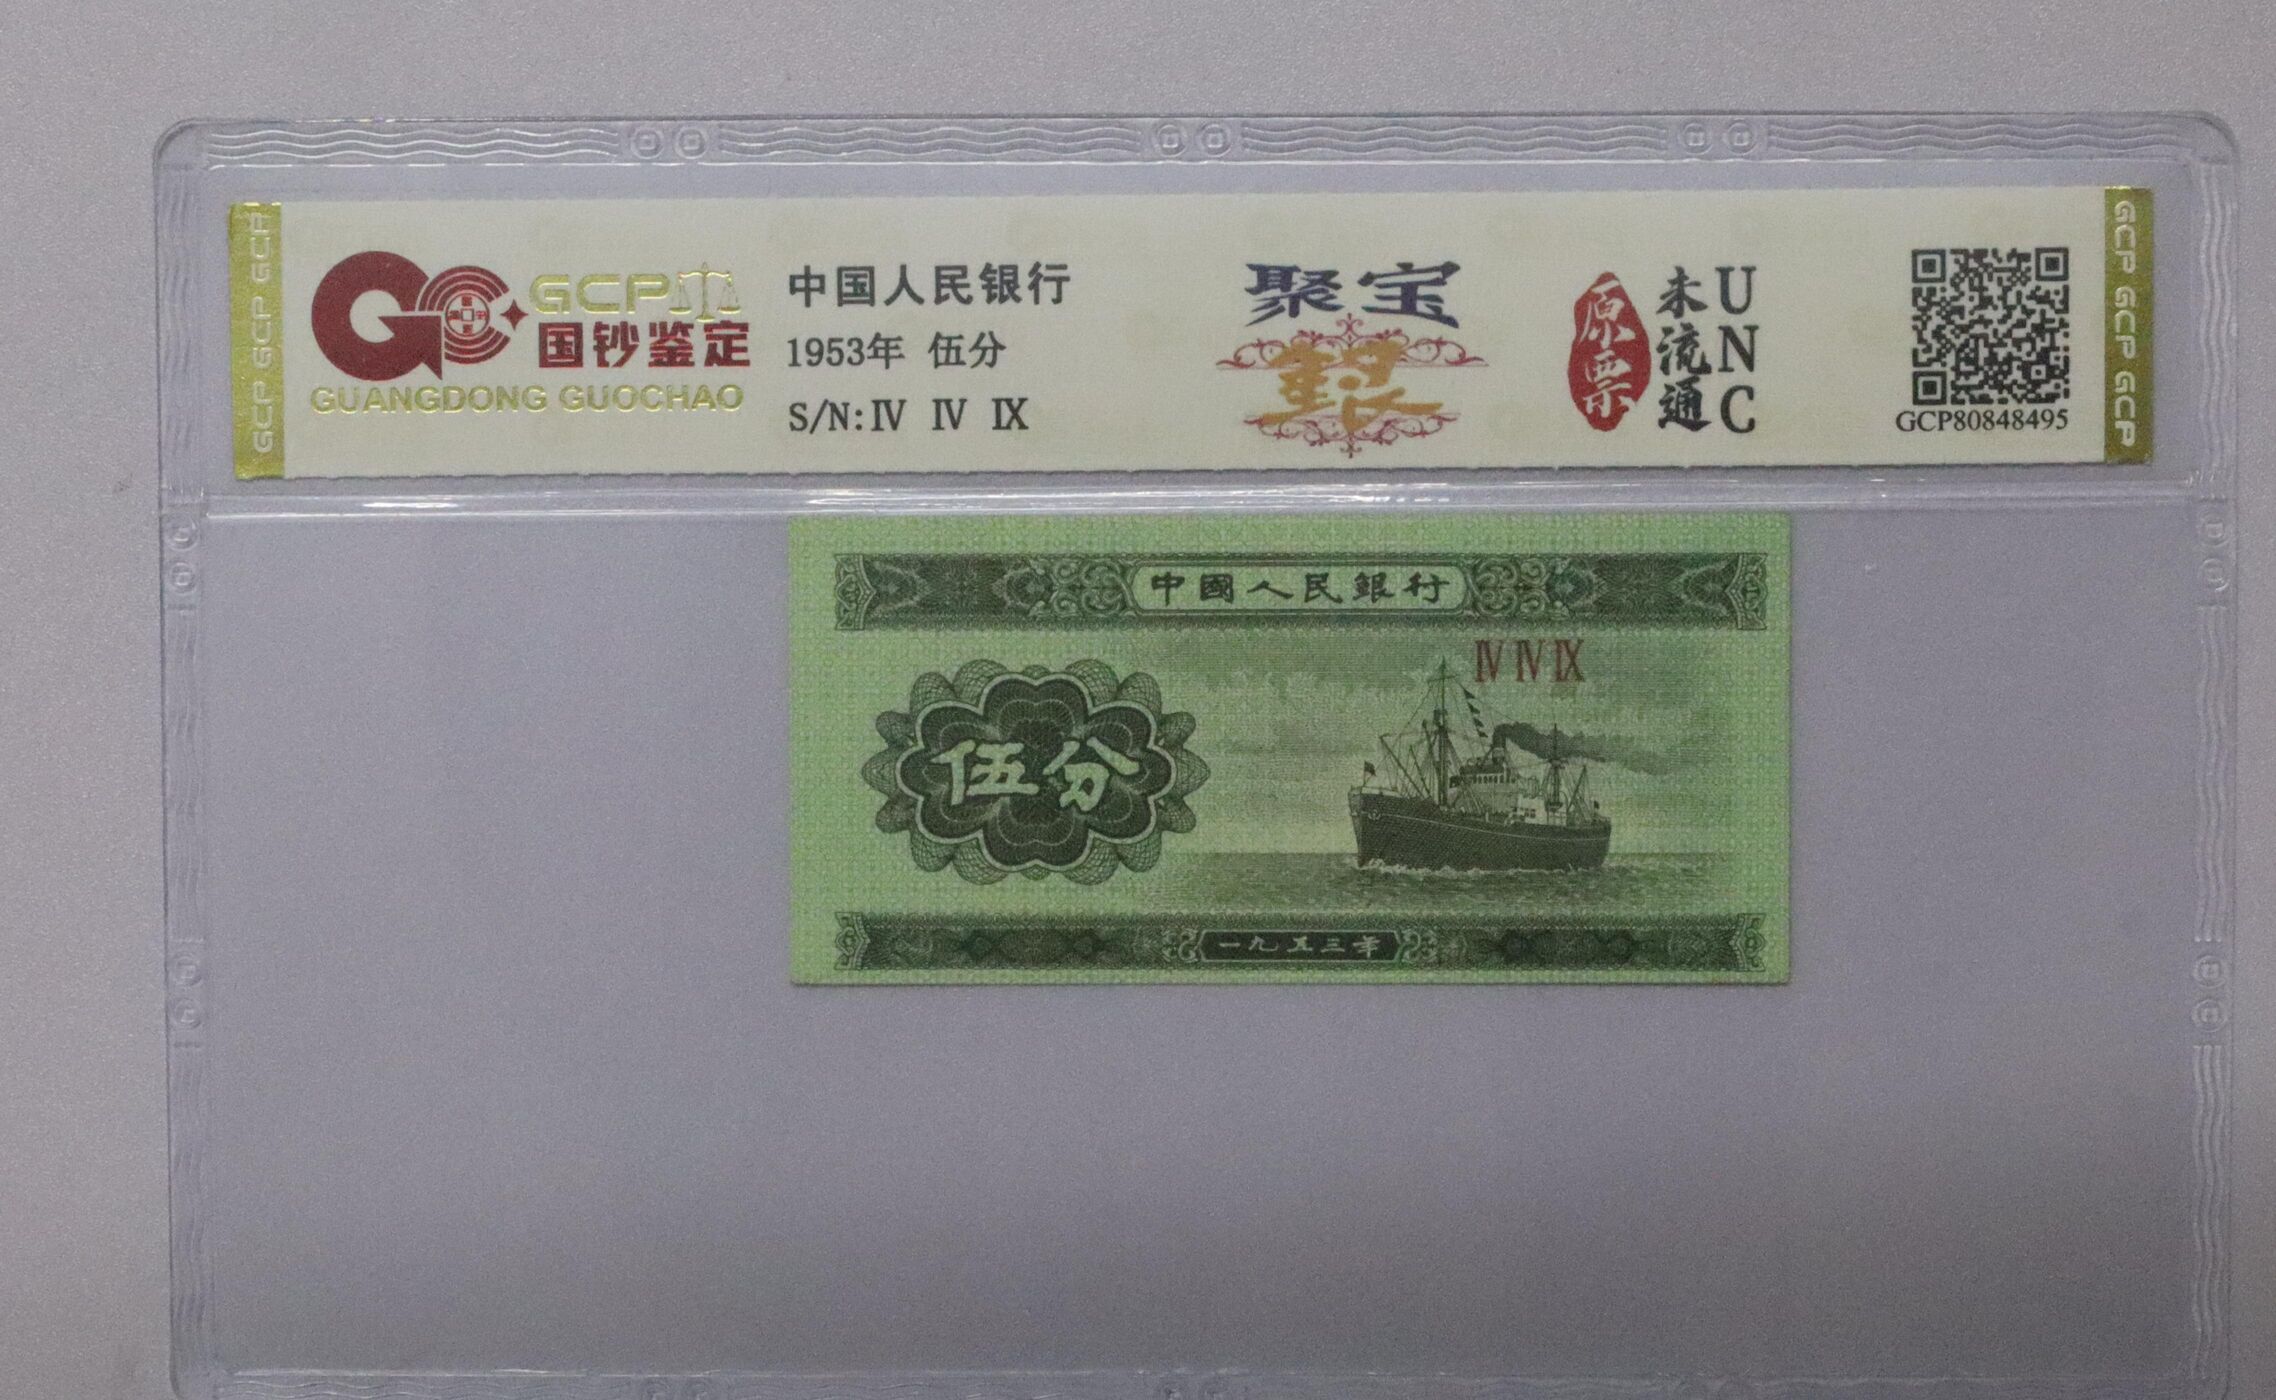 GCP
国钞鉴定
GUANGDONG GUOCHAO
中国人民银行
1953年 伍分
S/N:Ⅳ Ⅳ Ⅸ
聚宝
原票
未流通
UNC
GCP80848495
GCP GCP GCP
GCP GCP GCP
中國人民銀行
Ⅳ Ⅳ Ⅸ
伍分
一九五三年